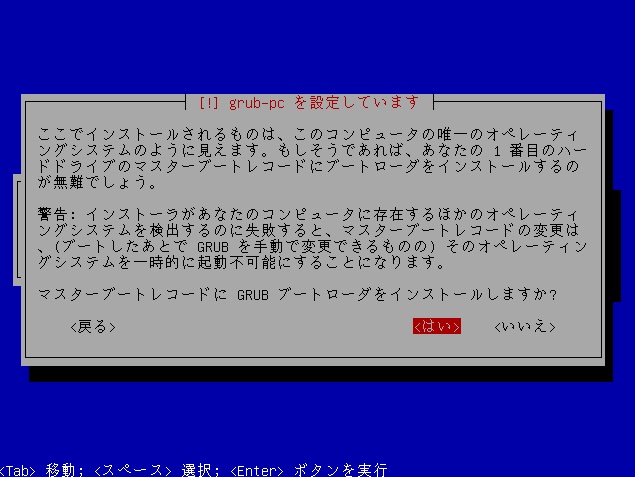 [!] grub-pc を設定しています
ここでインストールされるものは、このコンピュータの唯一のオペレーティ
ングシステムのように見えます。もしそうであれば、あなたの 1 番目のハー
ドドライブのマスターブートレコードにブートローダをインストールするの
が無難でしょう。
警告: インストーラがあなたのコンピュータに存在するほかのオペレーティ
ングシステムを検出するのに失敗すると、マスターブートレコードの変更は
、(ブートしたあとで GRUB を手動で変更できるものの) そのオペレーティン
グシステムを一時的に起動不可能にすることになります。
マスターブートレコードに GRUB ブートローダをインストールしますか?
<戻る> <はい> <いいえ>
<Tab> 移動; <スペース> 選択; <Enter> ボタンを実行